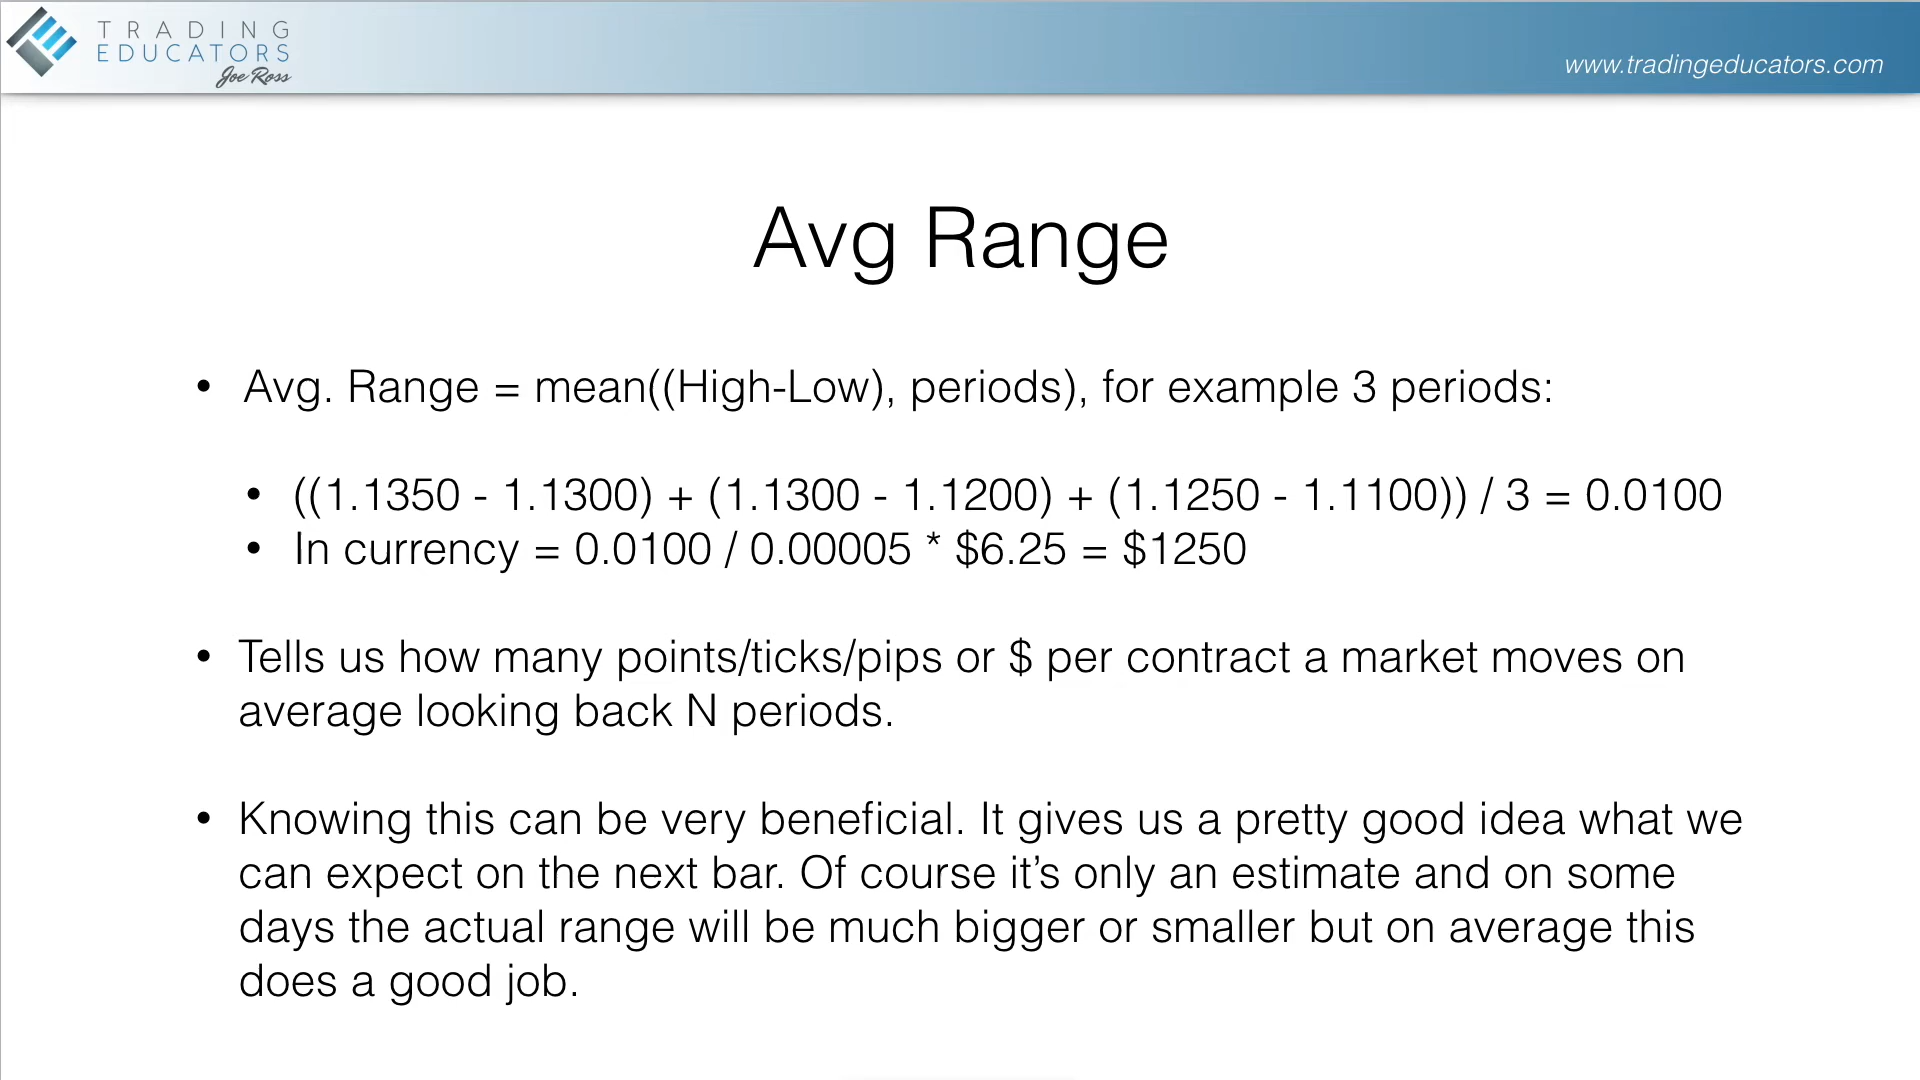 TRADING
EDUCATORS
Joe Ross
www.tradingeducators.com
Avg Range
• Avg. Range = mean((High-Low), periods), for example 3 periods:
• ((1.1350 - 1.1300) + (1.1300 - 1.1200) + (1.1250 - 1.1100)) / 3 = 0.0100
• In currency = 0.0100 / 0.00005 * $6.25 = $1250
• Tells us how many points/ticks/pips or $ per contract a market moves on
average looking back N periods.
• Knowing this can be very beneficial. It gives us a pretty good idea what we
can expect on the next bar. Of course it’s only an estimate and on some
days the actual range will be much bigger or smaller but on average this
does a good job.